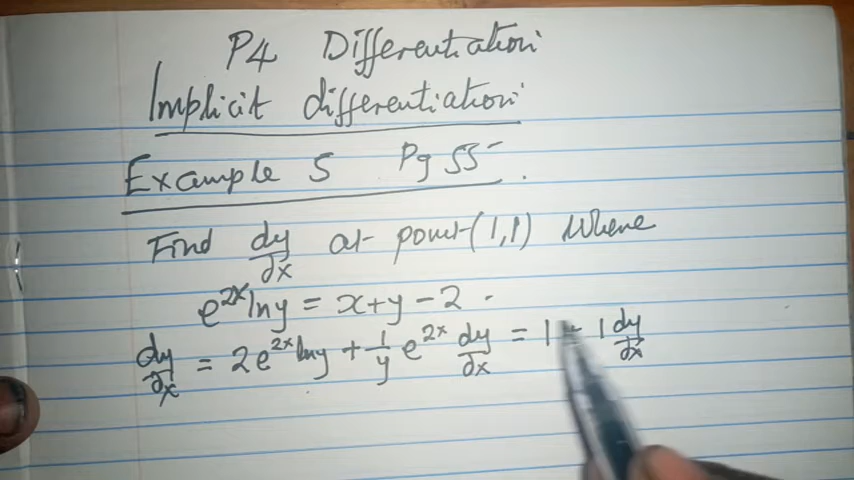 P4 Differentiation
Implicit differentiation
Example 5 Pg 55
Find dy/dx at point (1,1) where
e^{2x} ln y = x + y - 2.
dy/dx = 2e^{2x} ln y + 1/y e^{2x} dy/dx = 1 + 1 dy/dx